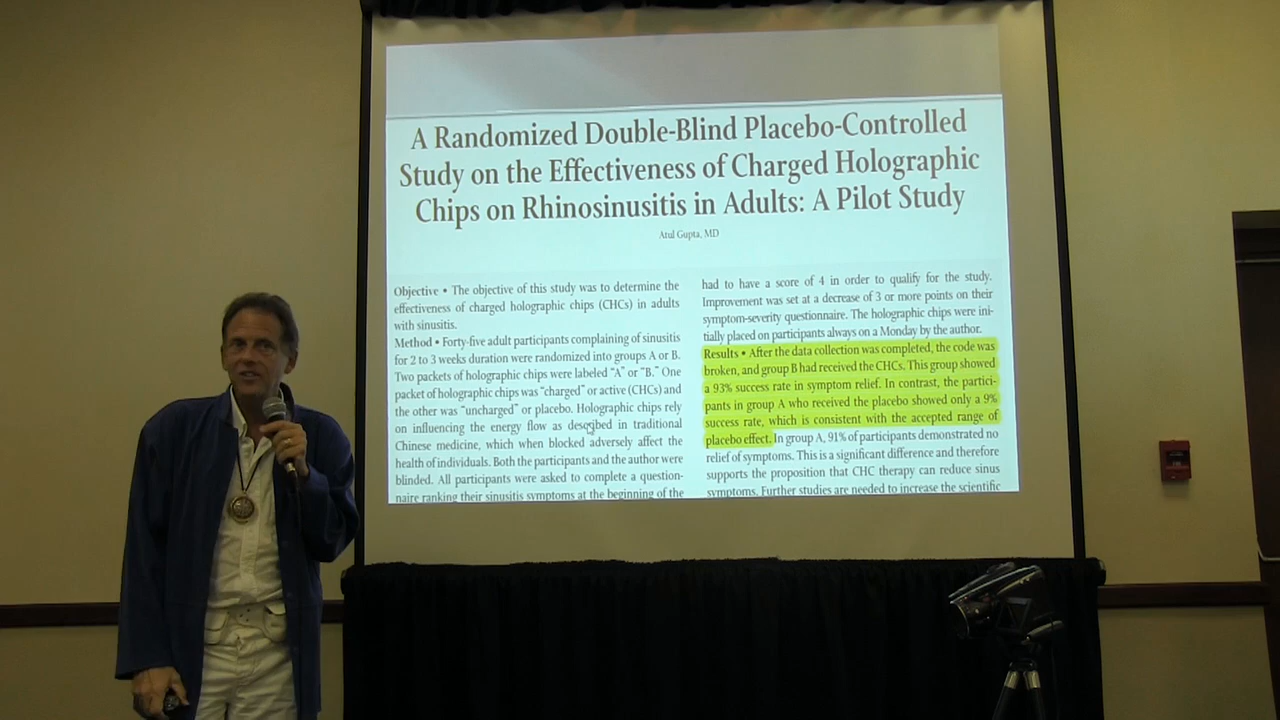 A Randomized Double-Blind Placebo-Controlled
Study on the Effectiveness of Charged Holographic
Chips on Rhinosinusitis in Adults: A Pilot Study
Atul Gupta, MD
Objective • The objective of this study was to determine the
effectiveness of charged holographic chips (CHCs) in adults
with sinusitis.
Method • Forty-five adult participants complaining of sinusitis
for 2 to 3 weeks duration were randomized into groups A or B.
Two packets of holographic chips were labeled “A” or “B.” One
packet of holographic chips was “charged” or active (CHCs) and
the other was “uncharged” or placebo. Holographic chips rely
on influencing the energy flow as described in traditional
Chinese medicine, which when blocked adversely affect the
health of individuals. Both the participants and the author were
blinded. All participants were asked to complete a question-
naire ranking their sinusitis symptoms at the beginning of the
had to have a score of 4 in order to qualify for the study.
Improvement was set at a decrease of 3 or more points on their
symptom-severity questionnaire. The holographic chips were ini-
tially placed on participants always on a Monday by the author.
Results • After the data collection was completed, the code was
broken, and group B had received the CHCs. This group showed
a 93% success rate in symptom relief. In contrast, the partici-
pants in group A who received the placebo showed only a 9%
success rate, which is consistent with the accepted range of
placebo effect. In group A, 91% of participants demonstrated no
relief of symptoms. This is a significant difference and therefore
supports the proposition that CHC therapy can reduce sinus
symptoms. Further studies are needed to increase the scientific